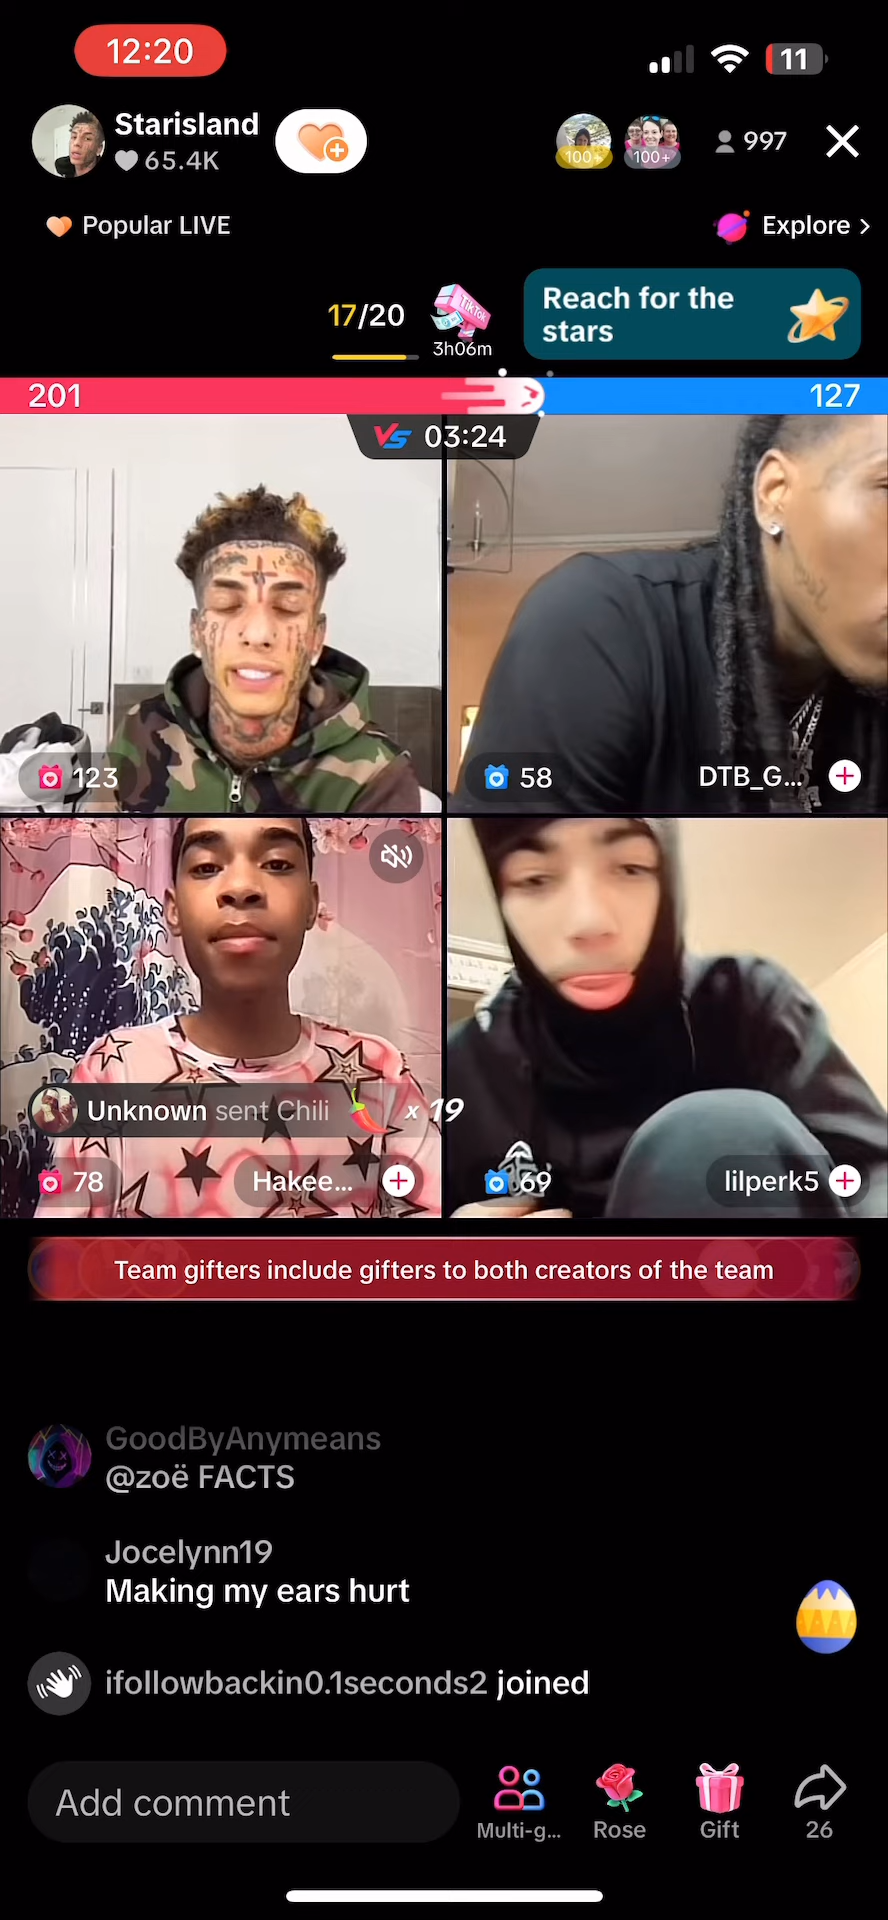 12:20
11
Starisland
65.4K
100+
100+
997
Popular LIVE
Explore >
17/20
TikTok
3h06m
Reach for the
stars
201
127
VS 03:24
123
58
DTB_G...
Unknown sent Chili x 19
78
Hakee...
69
lilperk5
Team gifters include gifters to both creators of the team
GoodByAnymeans
@zoë FACTS
Jocelynn19
Making my ears hurt
ifollowbackin0.1seconds2 joined
Add comment
Multi-g...
Rose
Gift
26